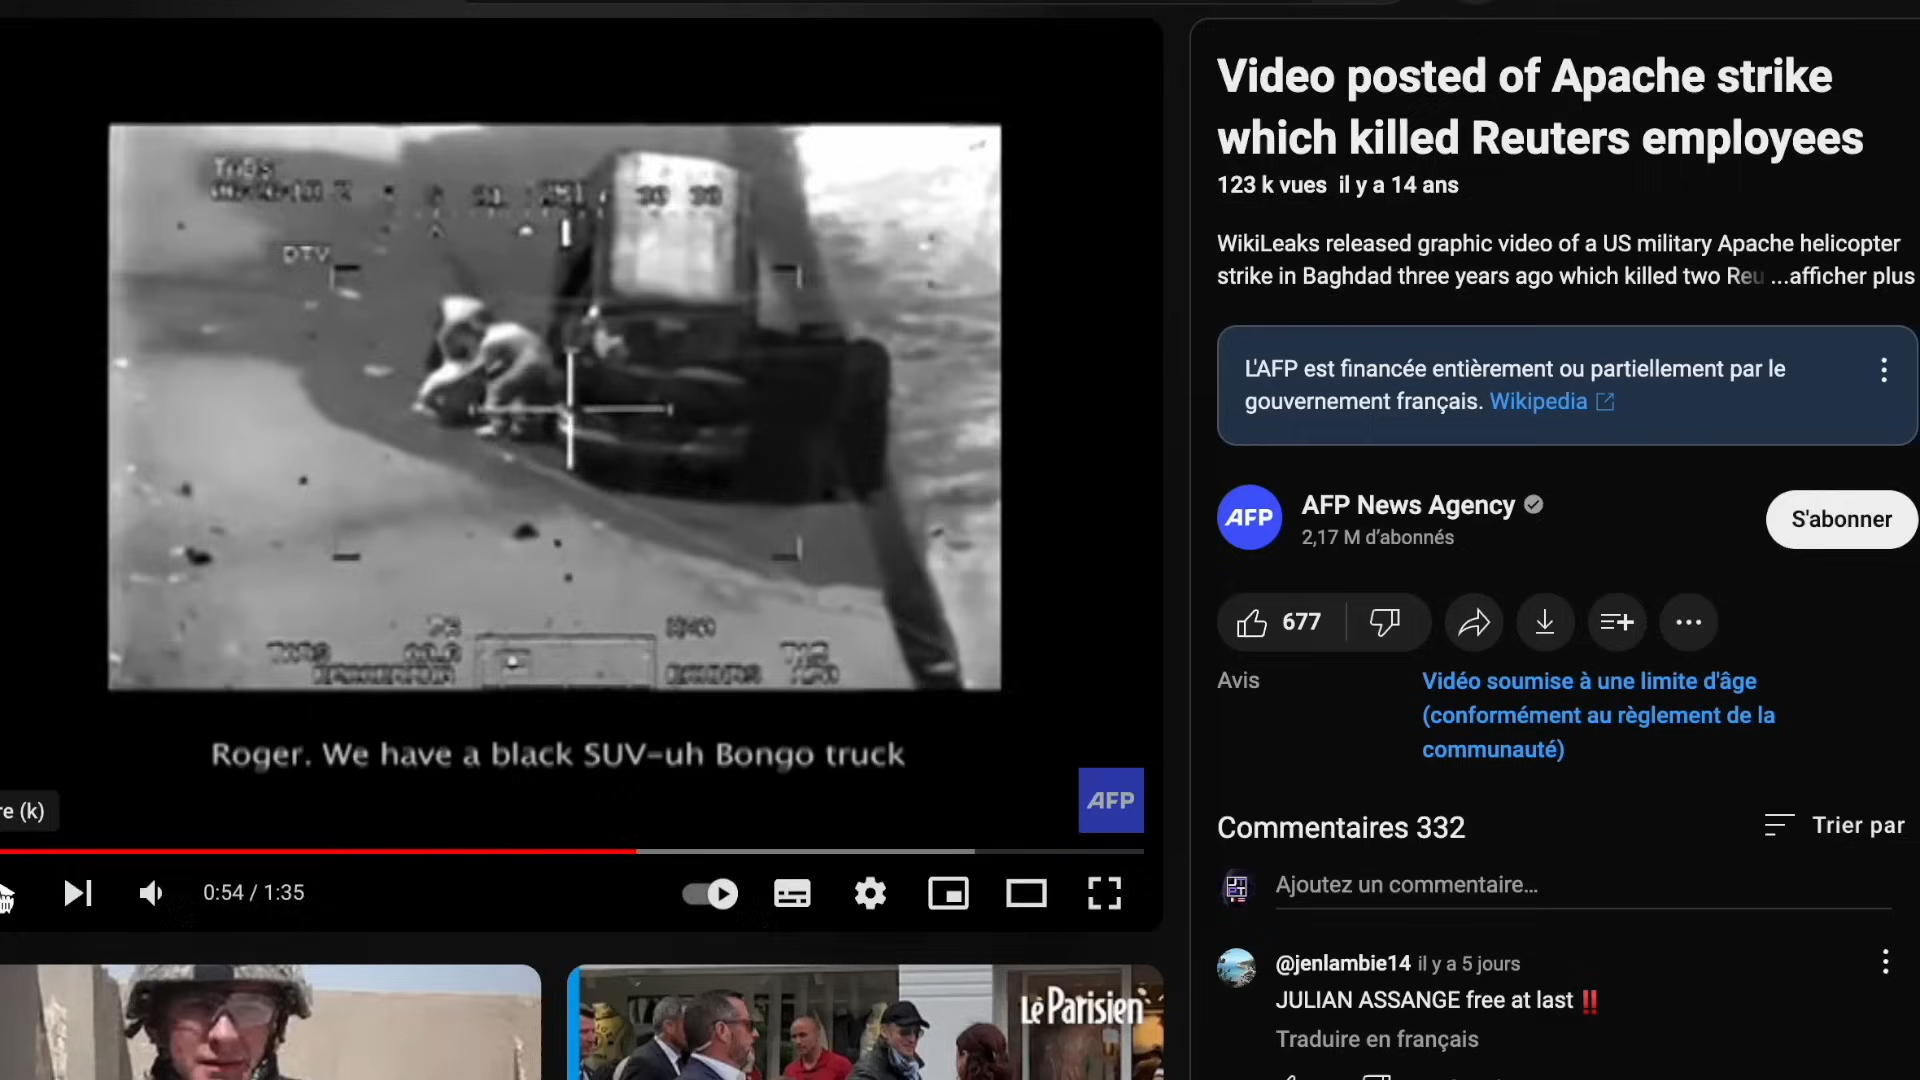 DTV
30 30
Roger. We have a black SUV-uh Bongo truck
AFP
re (k)
0:54 / 1:35
Le Parisien
Video posted of Apache strike
which killed Reuters employees
123 k vues il y a 14 ans
WikiLeaks released graphic video of a US military Apache helicopter
strike in Baghdad three years ago which killed two Reu ...afficher plus
L'AFP est financée entièrement ou partiellement par le
gouvernement français. Wikipedia
AFP
AFP News Agency
2,17 M d'abonnés
S'abonner
677
Avis
Vidéo soumise à une limite d'âge
(conformément au règlement de la
communauté)
Commentaires 332
Trier par
Ajoutez un commentaire...
@jenlambie14 il y a 5 jours
JULIAN ASSANGE free at last ‼️
Traduire en français